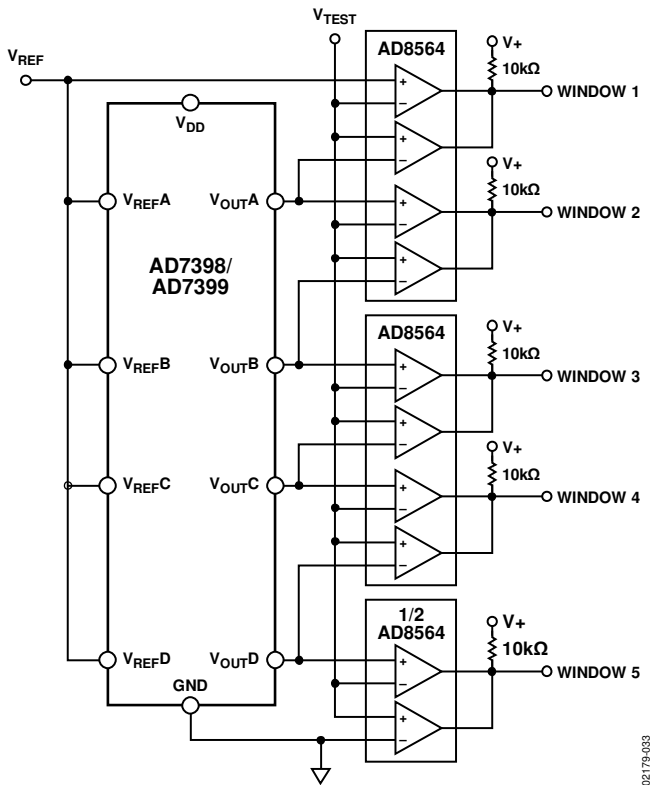 VTEST
VREF
AD8564
V+
10kΩ
WINDOW 1
+
−
+
−
VDD
V+
10kΩ
VREFA
VOUTA
WINDOW 2
+
−
+
−
AD7398/
AD7399
AD8564
V+
10kΩ
VREFB
VOUTB
WINDOW 3
+
−
+
−
V+
10kΩ
VREFC
VOUTC
WINDOW 4
+
−
+
−
1/2
AD8564
V+
10kΩ
VREFD
VOUTD
WINDOW 5
+
−
+
−
GND
02179-033